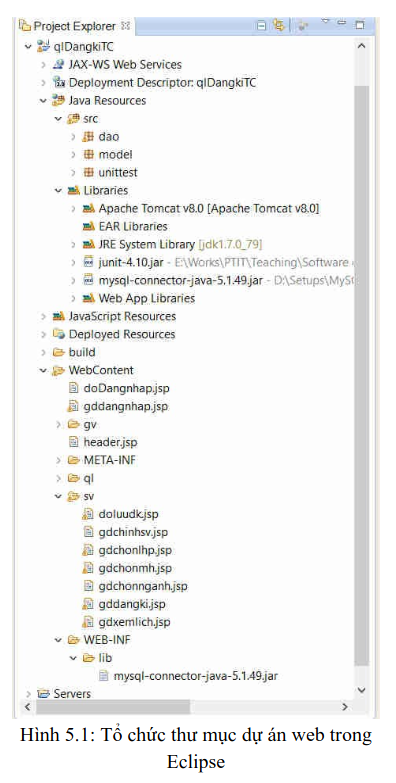 Project Explorer
qlDangkiTC
JAX-WS Web Services
Deployment Descriptor: qlDangkiTC
Java Resources
src
dao
model
unittest
Libraries
Apache Tomcat v8.0 [Apache Tomcat v8.0]
EAR Libraries
JRE System Library [jdk1.7.0_79]
junit-4.10.jar - E:\Works\PTIT\Teaching\Software
mysql-connector-java-5.1.49.jar - D:\Setups\MyS
Web App Libraries
JavaScript Resources
Deployed Resources
build
WebContent
doDangnhap.jsp
gddangnhap.jsp
gv
header.jsp
META-INF
ql
sv
doluudk.jsp
gdchinhsv.jsp
gdchonlhp.jsp
gdchonmh.jsp
gdchonnganh.jsp
gddangki.jsp
gdxemlich.jsp
WEB-INF
lib
mysql-connector-java-5.1.49.jar
Servers
Hình 5.1: Tổ chức thư mục dự án web trong
Eclipse